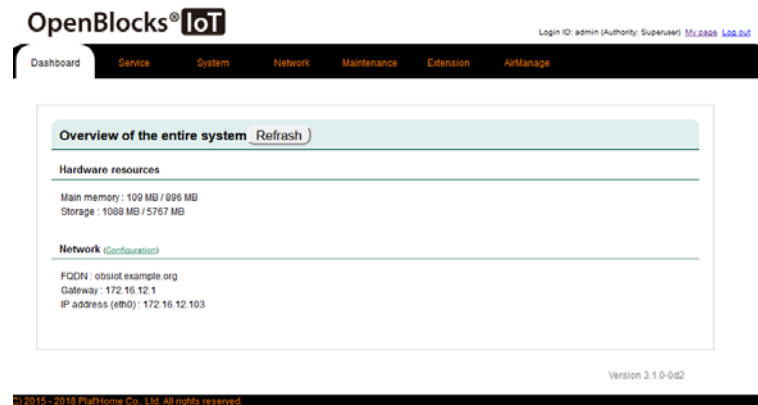 OpenBlocks® IoT
Login ID: admin (Authority: Superuser) My page Log out
Dashboard Service System Network Maintenance Extension AirManage
Overview of the entire system Refrash
Hardware resources
Main memory : 109 MB / 896 MB
Storage : 1088 MB / 5767 MB
Network (Configuration)
FQDN : obsiot.example.org
Gateway : 172.16.12.1
IP address (eth0) : 172.16.12.103
Version 3.1.0-0d2
C) 2015 - 2018 Plat'Home Co., Ltd. All rights reserved.